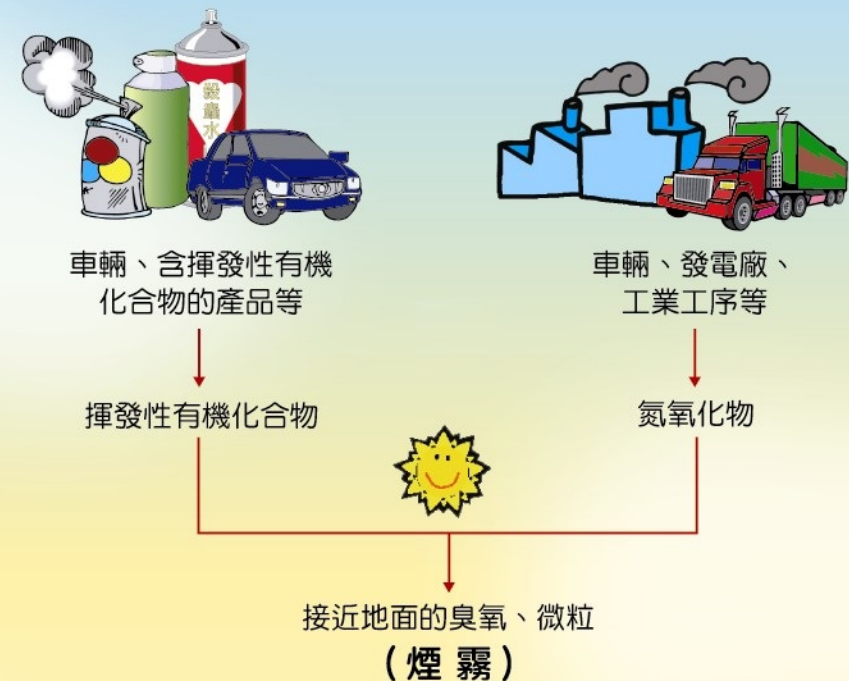 殺蟲水
車輛、含揮發性有機
化合物的產品等
車輛、發電廠、
工業工序等
揮發性有機化合物
氮氧化物
接近地面的臭氧、微粒
(煙霧)